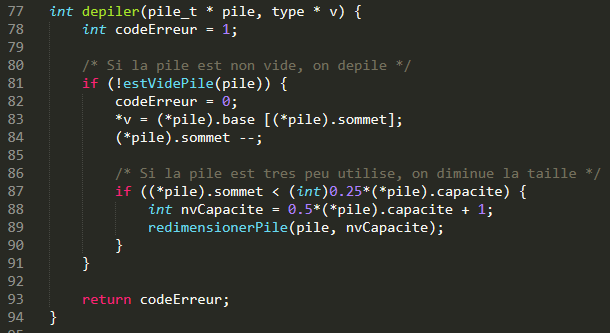 77 int depiler(pile_t * pile, type * v) {
78 int codeErreur = 1;
79
80 /* Si la pile est non vide, on depile */
81 if (!estVidePile(pile)) {
82 codeErreur = 0;
83 *v = (*pile).base [(*pile).sommet];
84 (*pile).sommet --;
85
86 /* Si la pile est tres peu utilise, on diminue la taille */
87 if ((*pile).sommet < (int)0.25*(*pile).capacite) {
88 int nvCapacite = 0.5*(*pile).capacite + 1;
89 redimensionerPile(pile, nvCapacite);
90 }
91 }
92
93 return codeErreur;
94 }